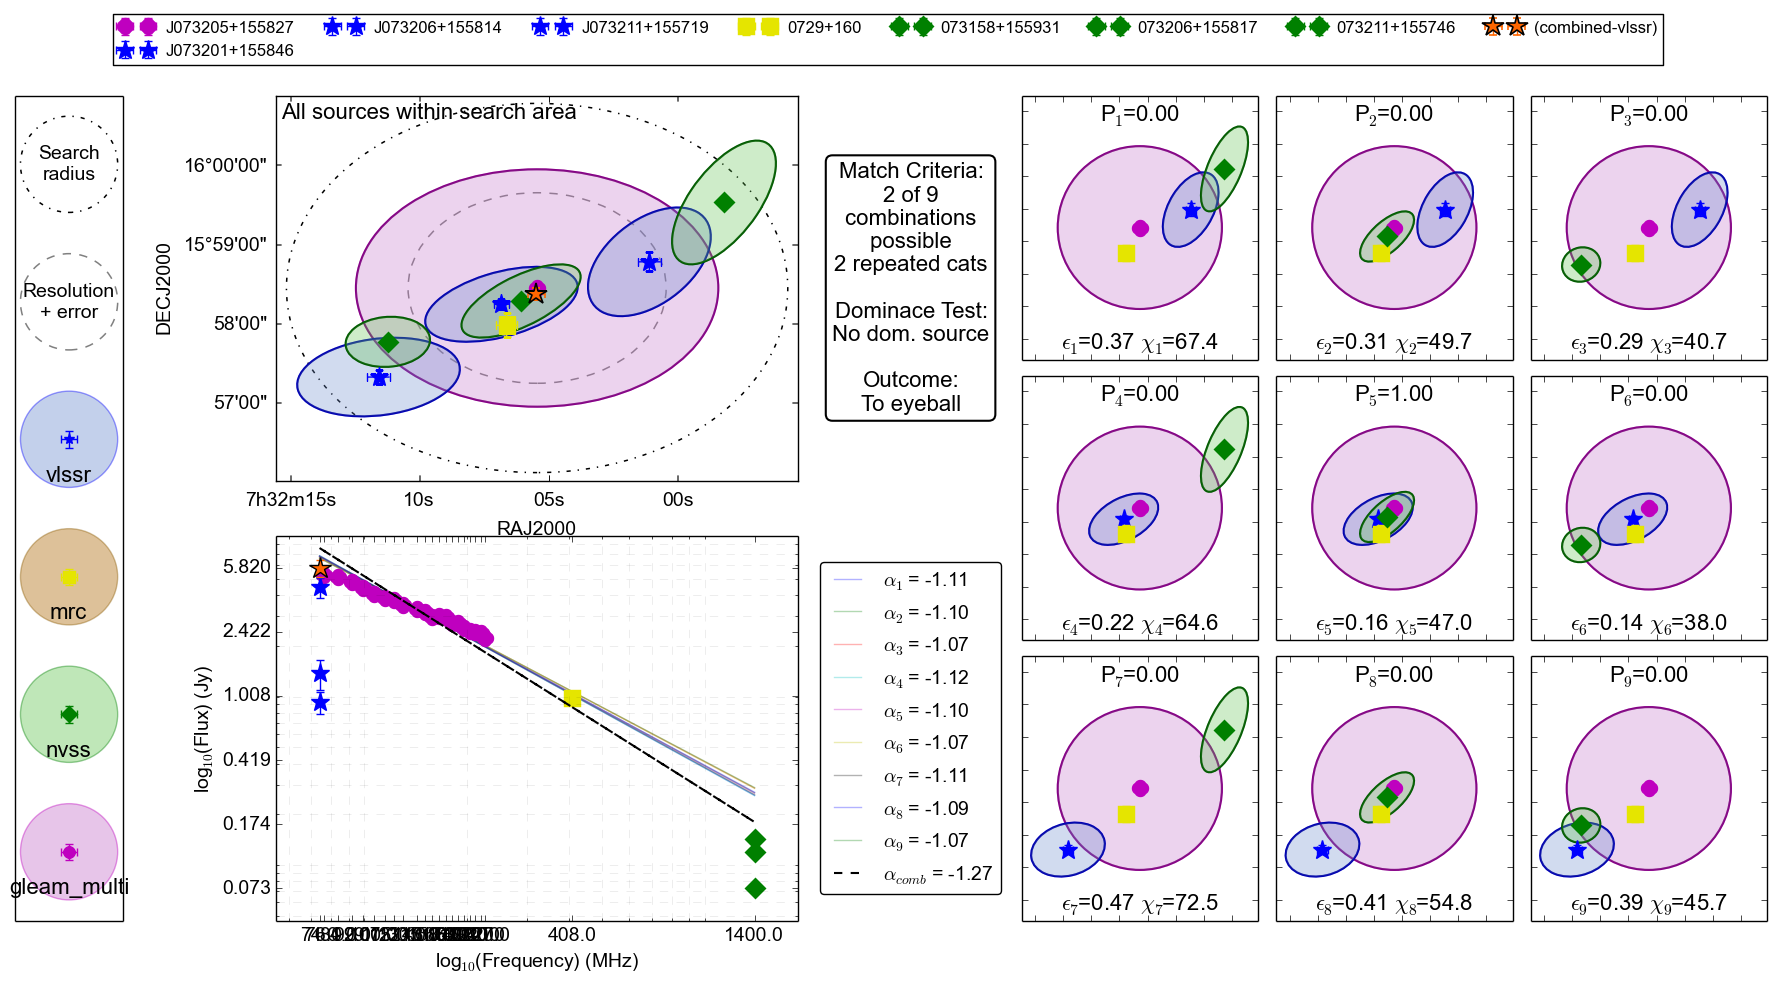 J073205+155827 J073206+155814 J073211+155719 0729+160 073158+155931 073206+155817 073211+155746 (combined-vlssr)
J073201+155846
Search
radius
Resolution
+ error
vlssr
mrc
nvss
gleam_multi
All sources within search area
16°00'00"
15°59'00"
58'00"
57'00"
DECJ2000
7h32m15s 10s 05s 00s
RAJ2000
Match Criteria:
2 of 9
combinations
possible
2 repeated cats
Dominace Test:
No dom. source
Outcome:
To eyeball
5.820
2.422
1.008
0.419
0.174
0.073
log10(Flux) (Jy)
408.0 1400.0
log10(Frequency) (MHz)
α1 = -1.11
α2 = -1.10
α3 = -1.07
α4 = -1.12
α5 = -1.10
α6 = -1.07
α7 = -1.11
α8 = -1.09
α9 = -1.07
αcomb = -1.27
P1=0.00
ϵ1=0.37 χ1=67.4
P2=0.00
ϵ2=0.31 χ2=49.7
P3=0.00
ϵ3=0.29 χ3=40.7
P4=0.00
ϵ4=0.22 χ4=64.6
P5=1.00
ϵ5=0.16 χ5=47.0
P6=0.00
ϵ6=0.14 χ6=38.0
P7=0.00
ϵ7=0.47 χ7=72.5
P8=0.00
ϵ8=0.41 χ8=54.8
P9=0.00
ϵ9=0.39 χ9=45.7